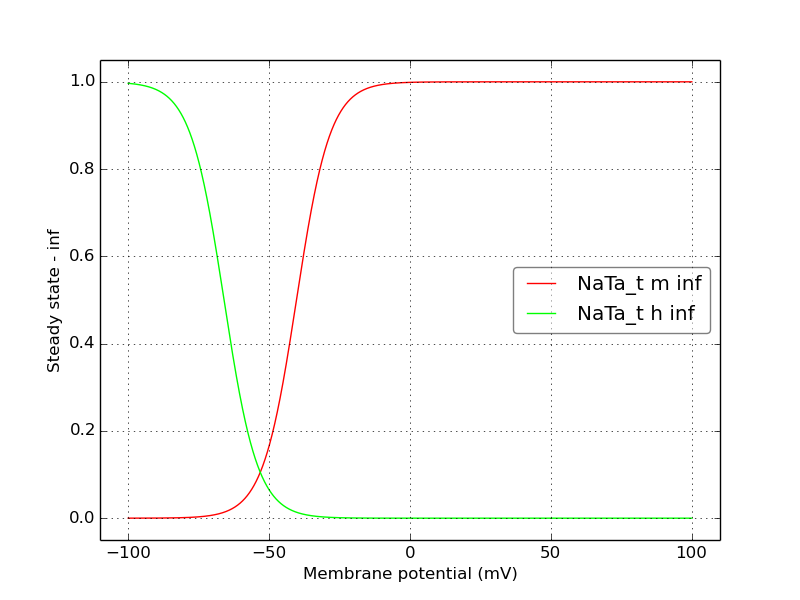 1.0
0.8
0.6
0.4
0.2
0.0
Steady state - inf
NaTa_t m inf
NaTa_t h inf
−100
−50
0
50
100
Membrane potential (mV)